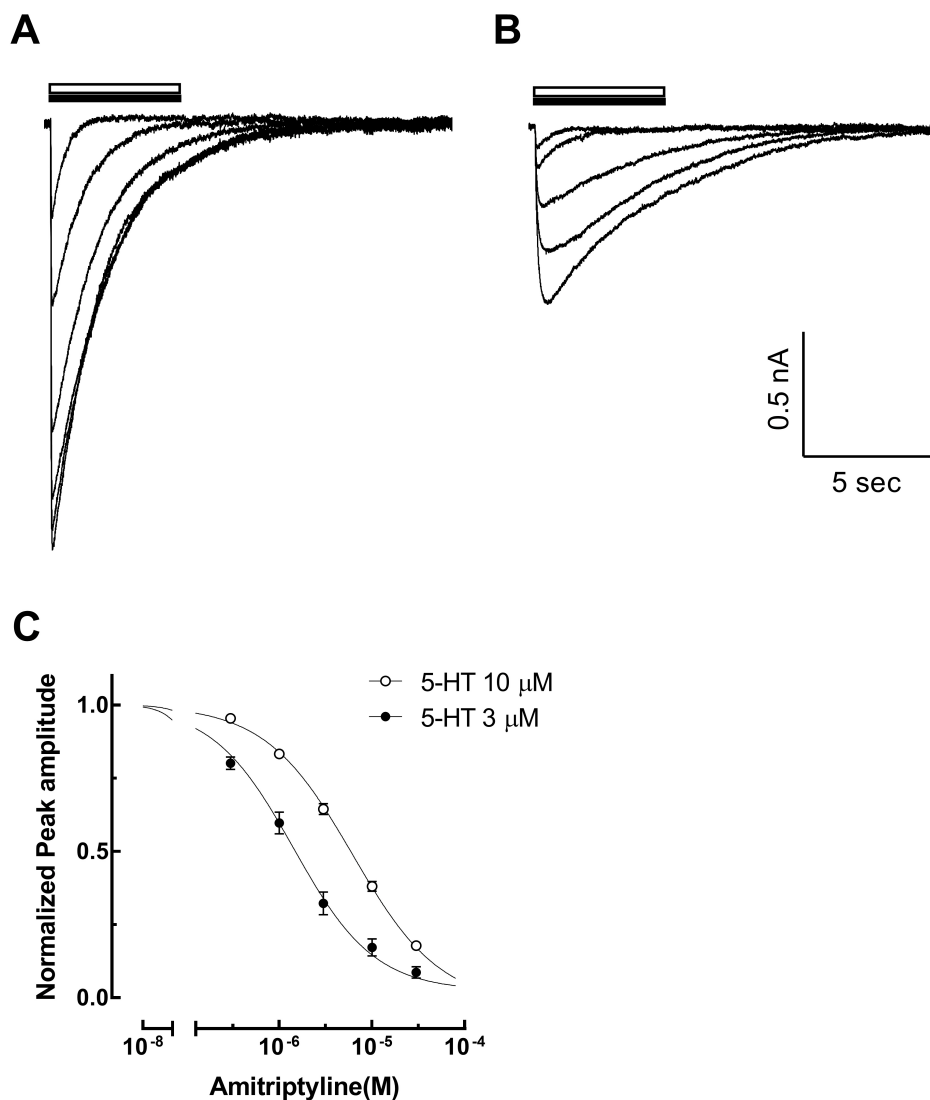 A
B
0.5 nA
5 sec
C
5-HT 10 μM
5-HT 3 μM
Normalized Peak amplitude
1.0
0.5
0.0
10-8 10-6 10-5 10-4
Amitriptyline(M)